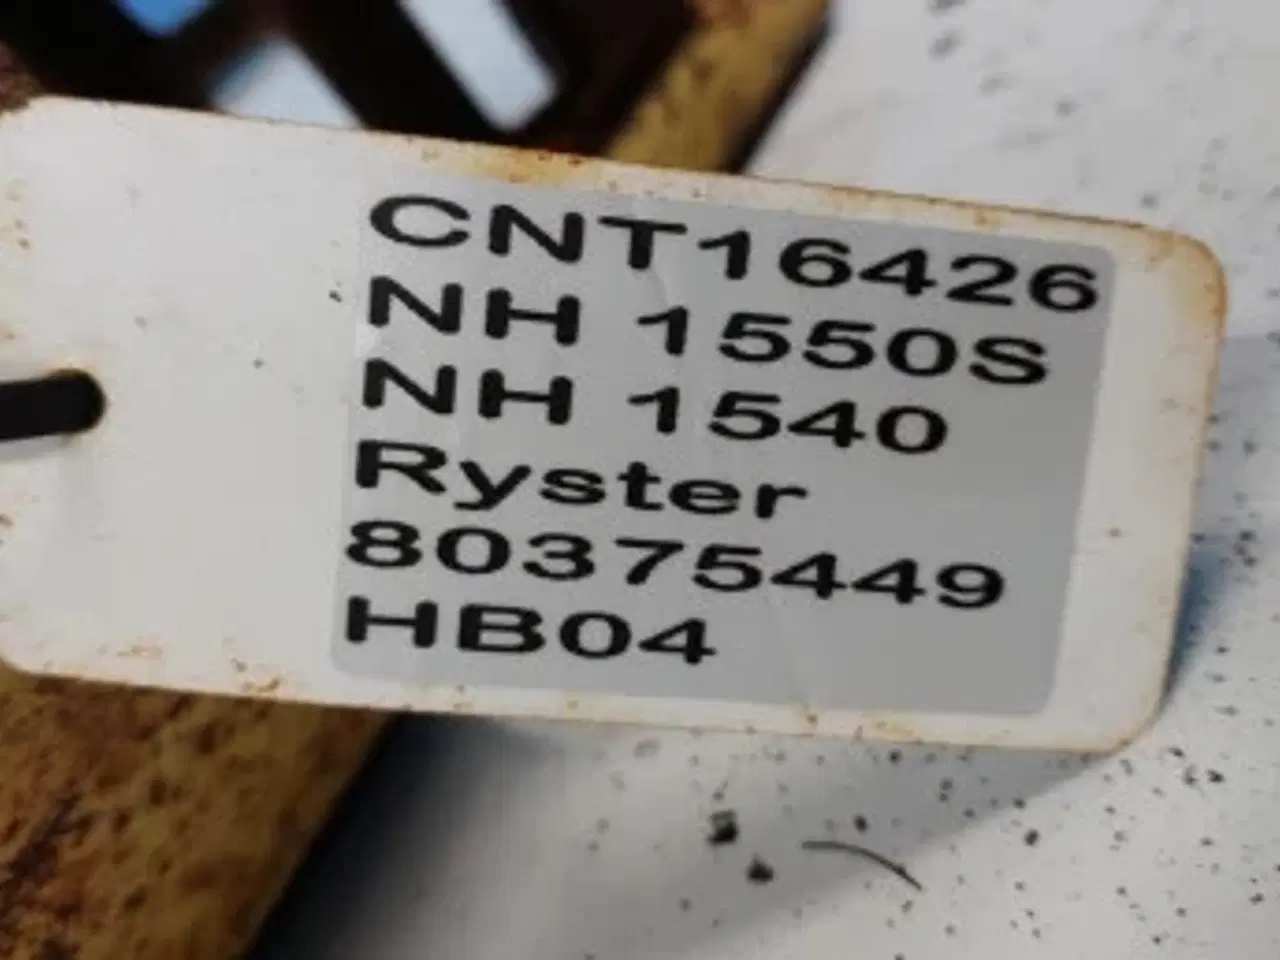 CNT16426
NH 1550S
NH 1540
Ryster
80375449
HB04